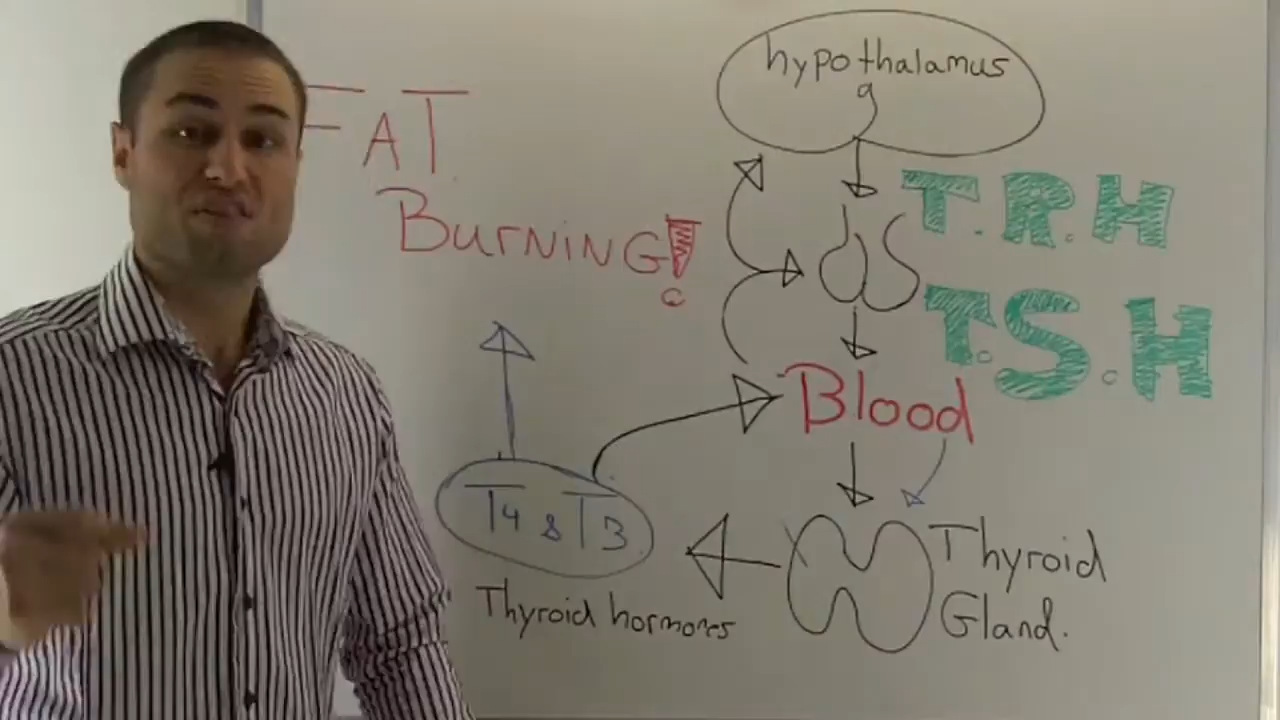 hypothalamus
FAT
BURNING!
T.R.H
T.S.H
Blood
T4 & T3
Thyroid hormones
Thyroid
Gland.